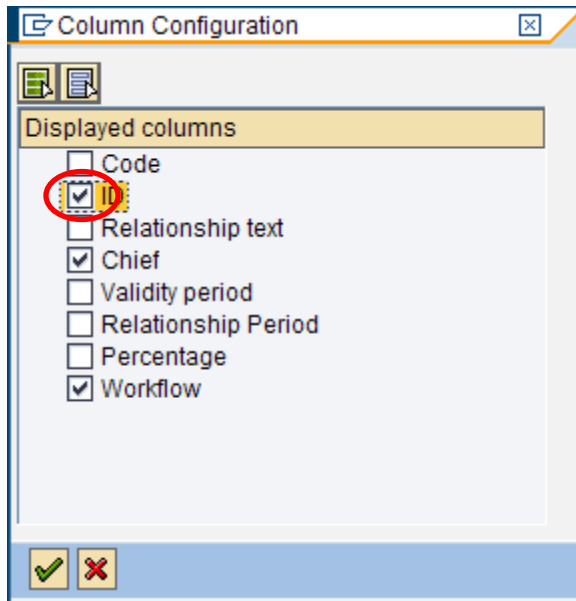 Column Configuration
Displayed columns
Code
ID
Relationship text
Chief
Validity period
Relationship Period
Percentage
Workflow